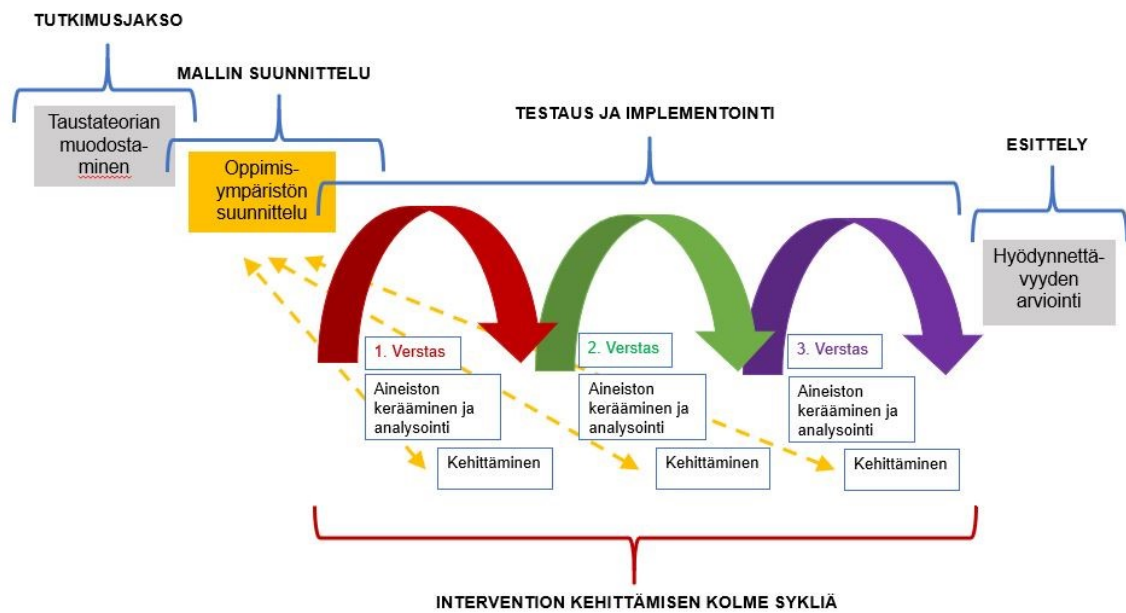 TUTKIMUSJAKSO
Taustateorian
muodosta-
minen
MALLIN SUUNNITTELU
Oppimis-
ympäristön
suunnittelu
TESTAUS JA IMPLEMENTOINTI
ESITTELY
Hyödynnettä-
vyyden
arviointi
1. Verstas
Aineiston
kerääminen ja
analysointi
Kehittäminen
2. Verstas
Aineiston
kerääminen ja
analysointi
Kehittäminen
3. Verstas
Aineiston
kerääminen ja
analysointi
Kehittäminen
INTERVENTION KEHITTÄMISEN KOLME SYKLIÄ